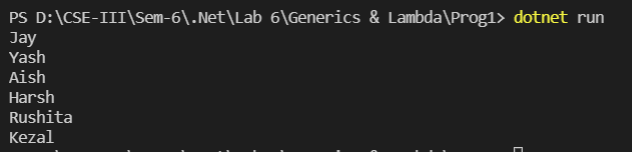 PS D:\CSE-III\Sem-6\.Net\Lab 6\Generics & Lambda\Prog1> dotnet run
Jay
Yash
Aish
Harsh
Rushita
Kezal